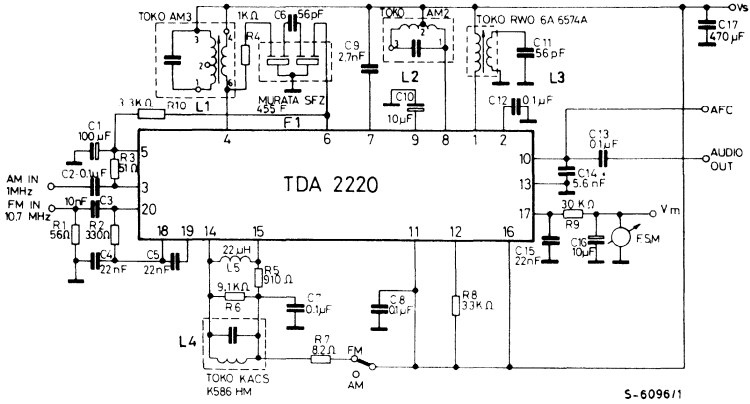 TOKO AM3
1KΩ
C6
56pF
TOKO
AM2
TOKO RWO 6A 6574A
Vs
C17
470µF
3
4
R4
2
C9
2.7nF
3
1
C11
56pF
2
1
6
L2
L3
R10
L1
MURATA SFZ
455 F
C10
C12
0.1µF
3.3KΩ
F1
10µF
AFC
C1
100µF
4
6
7
9
8
1
2
C13
0.1µF
5
10
AUDIO
OUT
R3
51Ω
C2-0.1µF
AM IN
1MHz
3
TDA 2220
13
C14
5.6nF
FM IN
10.7 MHz
10nF
C3
20
17
30 KΩ
R9
Vm
R1
56Ω
R2
330Ω
18
19
14
15
11
12
16
C16
10µF
F.S.M
C4
22nF
C5
22nF
22µH
L5
R5
910Ω
C15
22nF
9.1KΩ
R6
C7
0.1µF
C8
0.1µF
R8
33KΩ
L4
R7
8.2Ω
FM
AM
TOKO KACS
K586 HM
S-6096/1